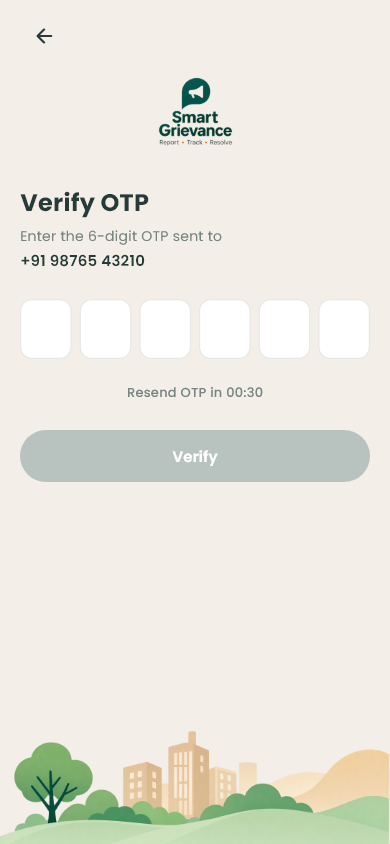 Smart
Grievance
Report • Track • Resolve
Verify OTP
Enter the 6-digit OTP sent to
+91 98765 43210
Resend OTP in 00:30
Verify